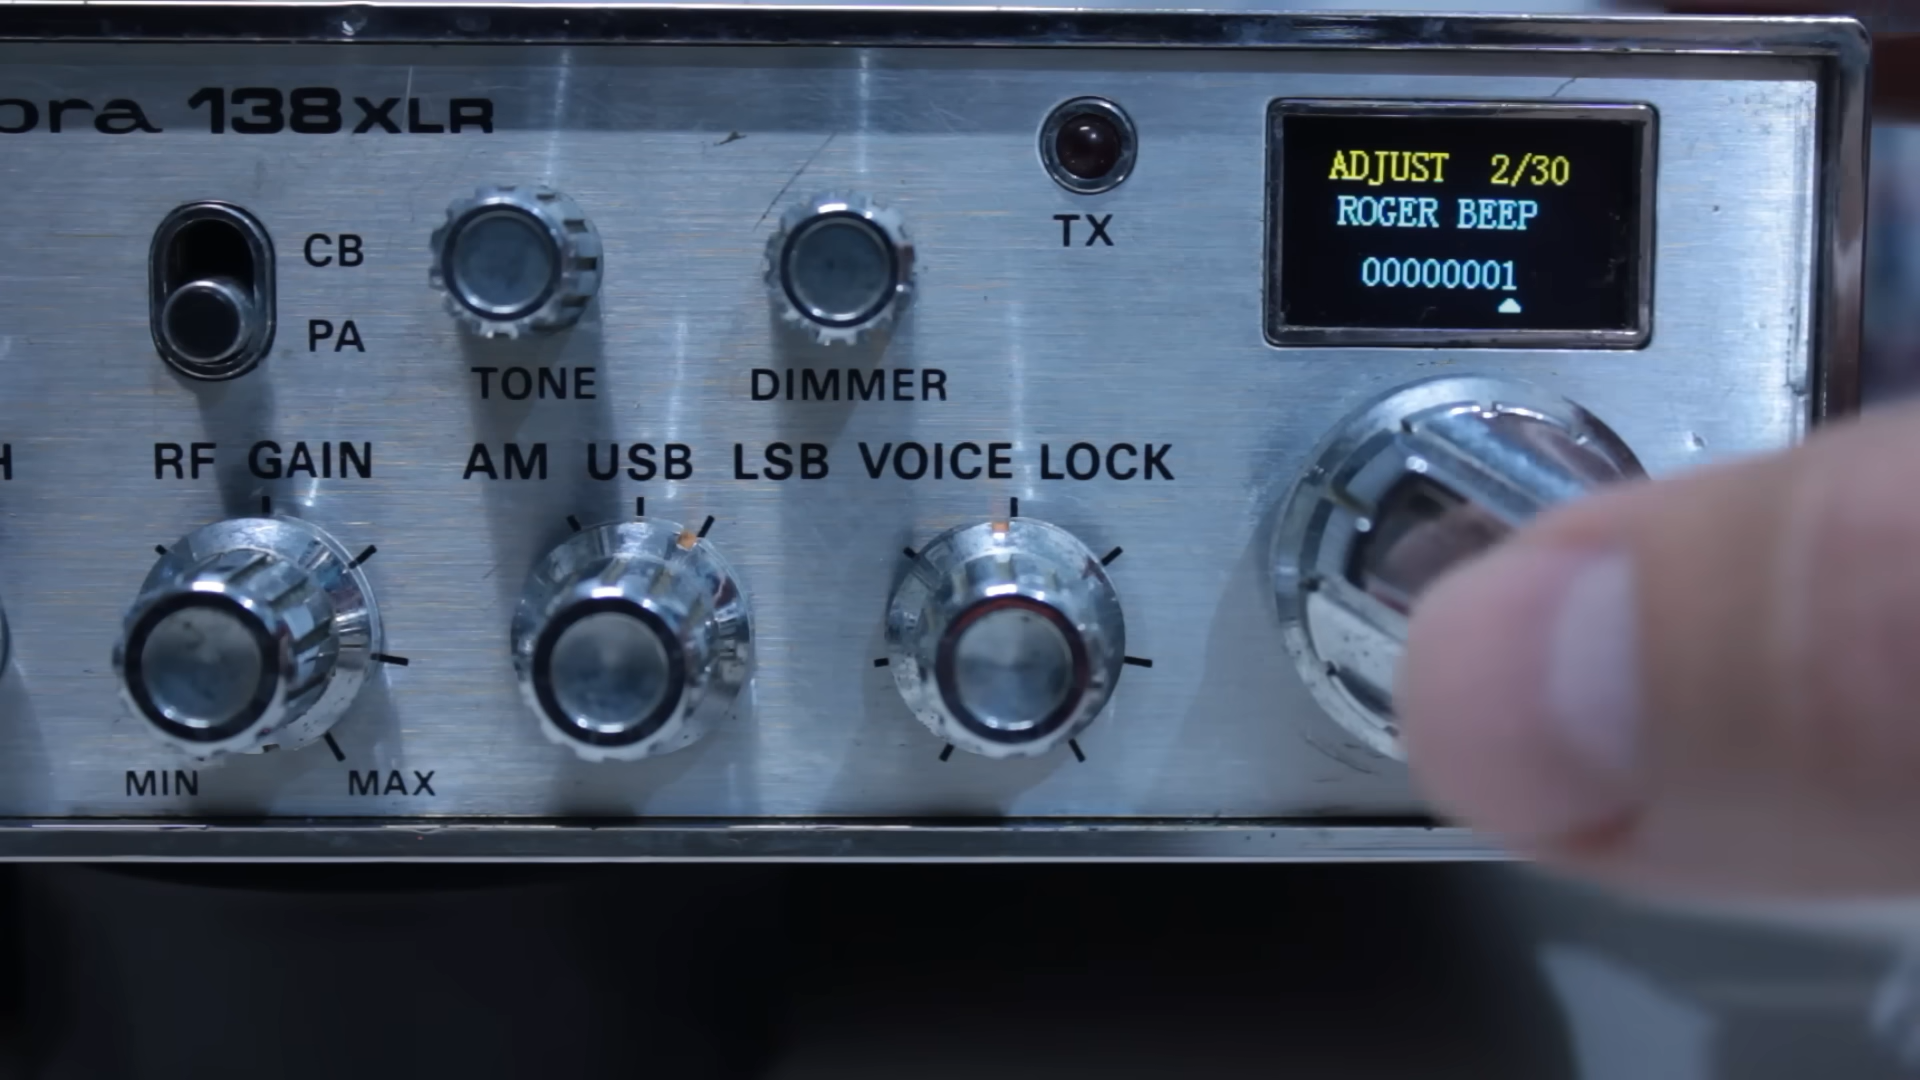 ora 138XLR
ADJUST 2/30
ROGER BEEP
00000001
CB
TX
PA
TONE DIMMER
H RF GAIN AM USB LSB VOICE LOCK
MIN MAX